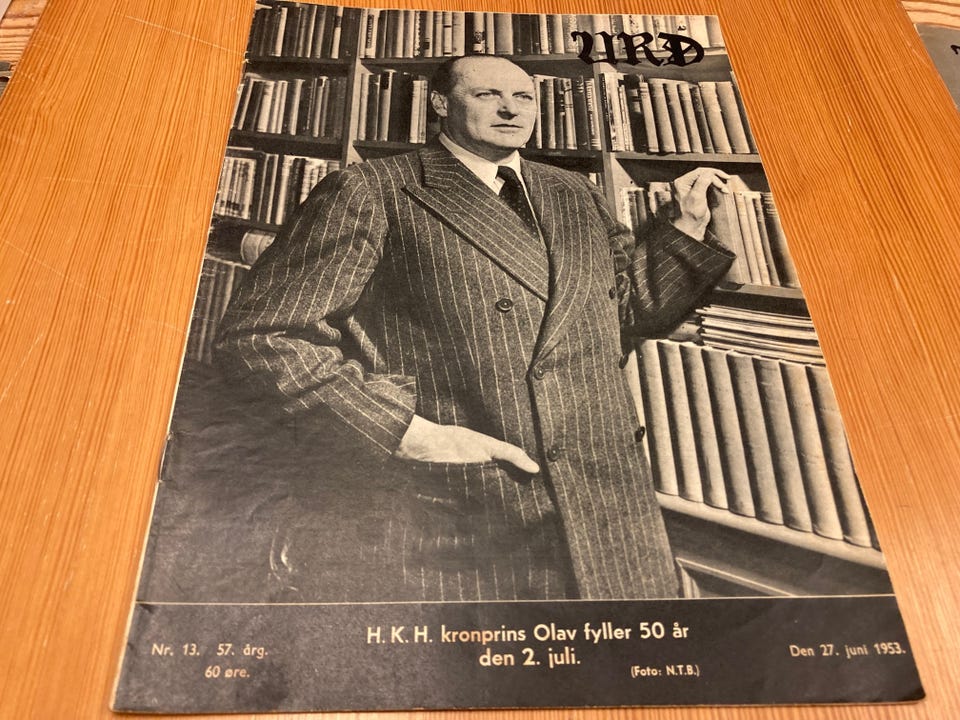 URD
H. K. H. kronprins Olav fyller 50 år
den 2. juli.
(Foto: N.T.B.)
Nr. 13. 57. årg.
60 øre.
Den 27. juni 1953.